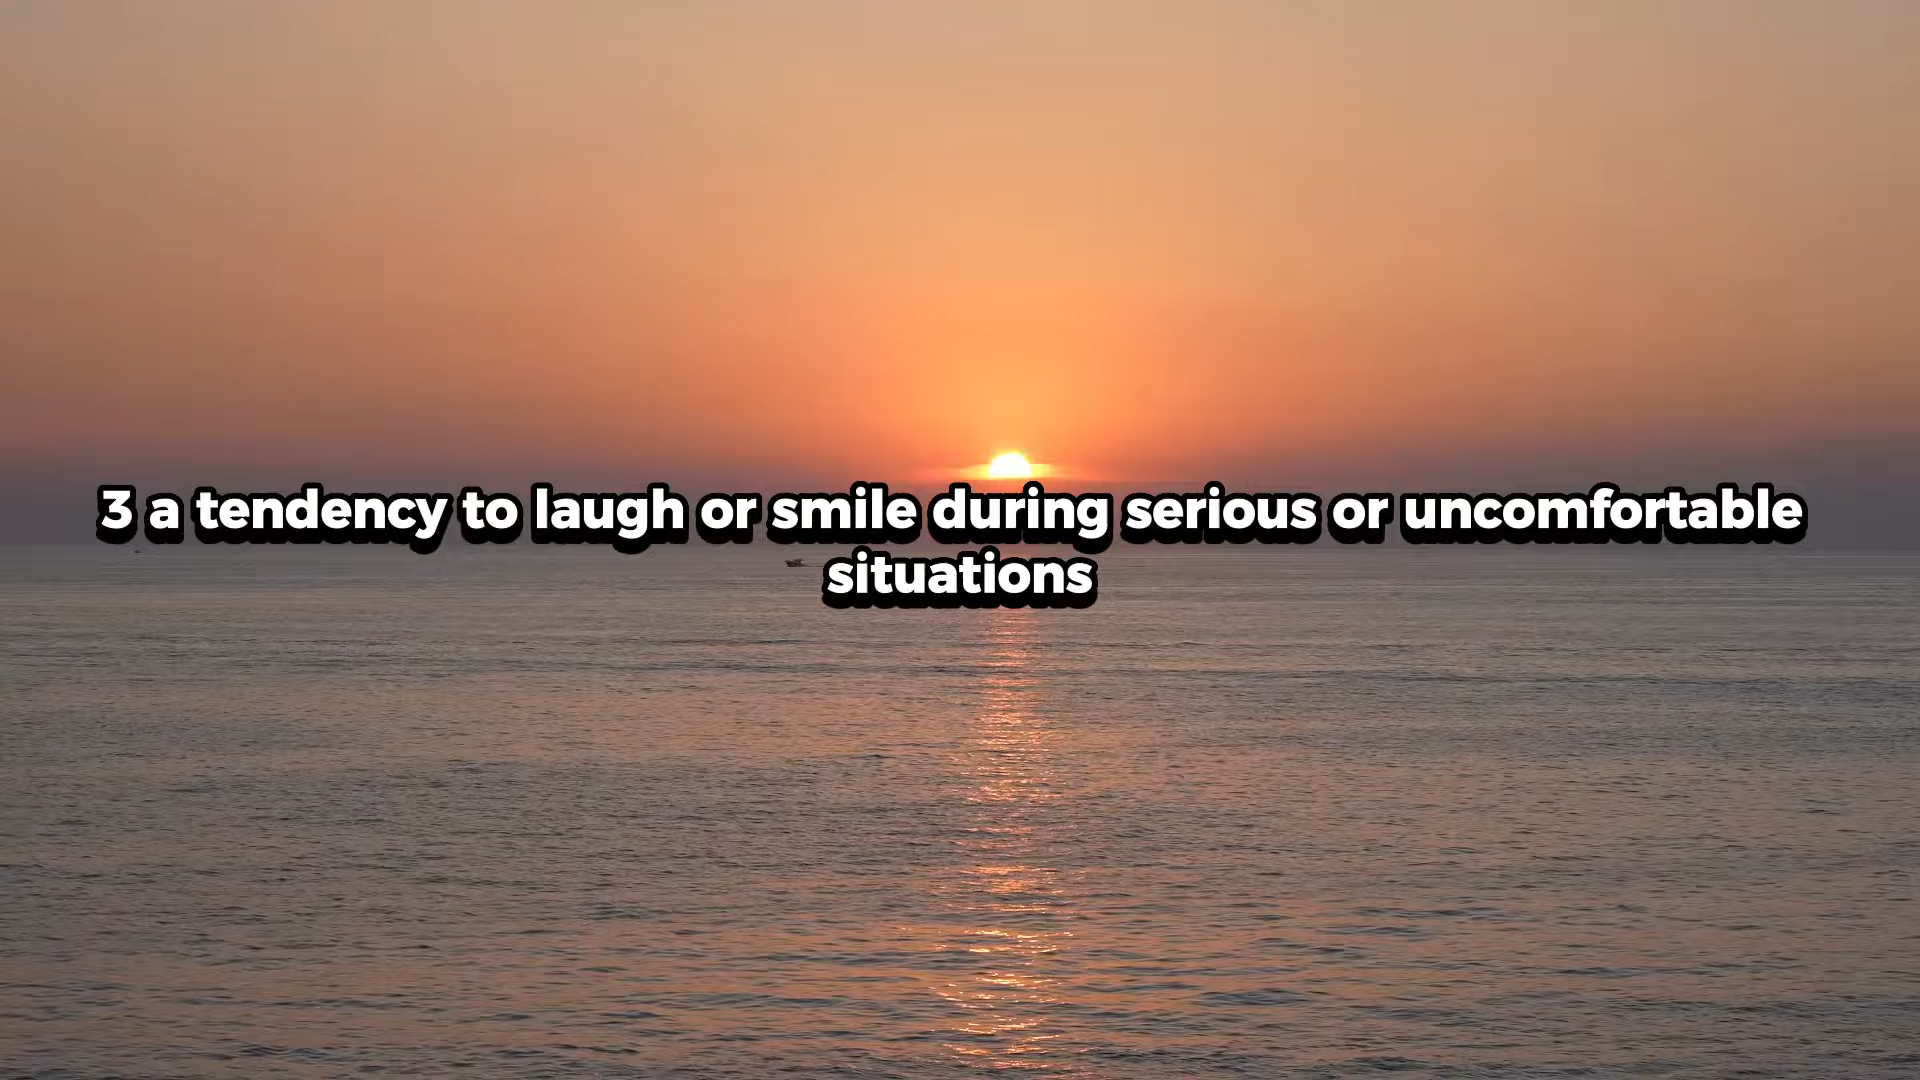 3 a tendency to laugh or smile during serious or uncomfortable
situations